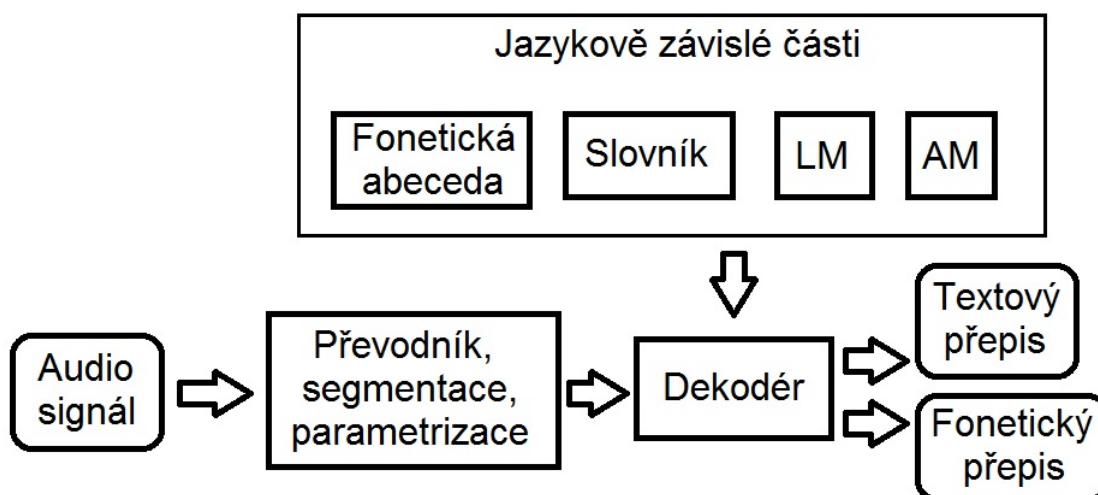 Jazykově závislé části
Fonetická
abeceda
Slovník
LM
AM
Audio
signál
Převodník,
segmentace,
parametrizace
Dekodér
Textový
přepis
Fonetický
přepis